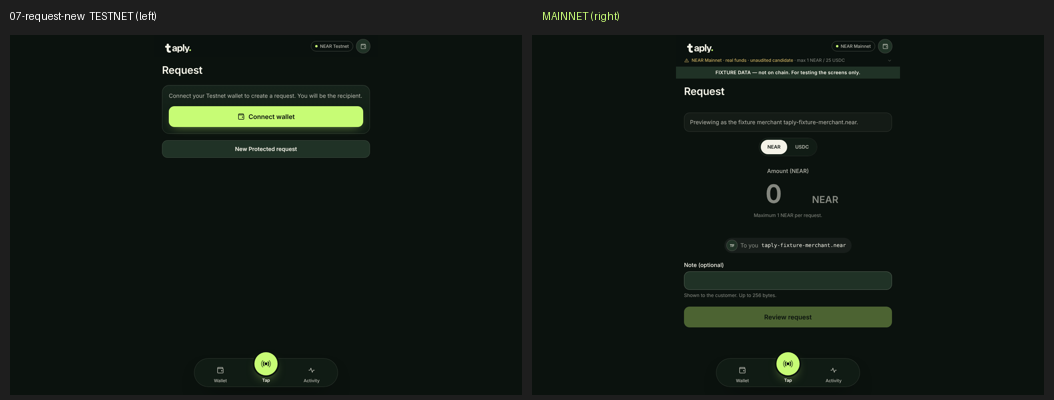 07-request-new TESTNET (left)
taply.
NEAR Testnet
Request
Connect your Testnet wallet to create a request. You will be the recipient.
Connect wallet
New Protected request
Wallet
Tap
Activity
MAINNET (right)
taply.
NEAR Mainnet
NEAR Mainnet · real funds · unaudited candidate · max 1 NEAR / 25 USDC
FIXTURE DATA — not on chain. For testing the screens only.
Request
Previewing as the fixture merchant taply-fixture-merchant.near.
NEAR
USDC
Amount (NEAR)
0 NEAR
Maximum 1 NEAR per request.
To you taply-fixture-merchant.near
Note (optional)
Shown to the customer. Up to 256 bytes.
Review request
Wallet
Tap
Activity